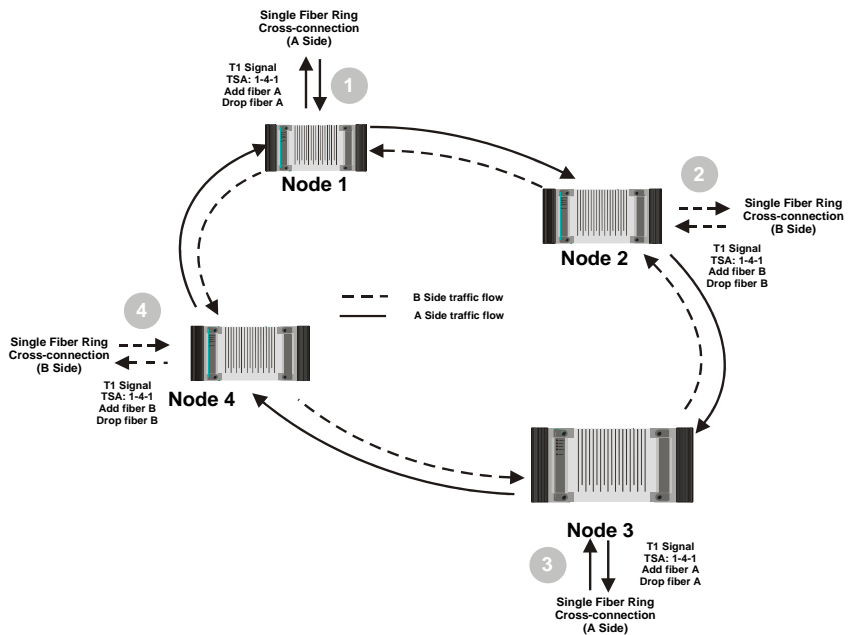 Single Fiber Ring
Cross-connection
(A Side)
T1 Signal
TSA: 1-4-1
Add fiber A
Drop fiber A
1
Node 1
2
Single Fiber Ring
Cross-connection
(B Side)
Node 2
T1 Signal
TSA: 1-4-1
Add fiber B
Drop fiber B
B Side traffic flow
A Side traffic flow
4
Single Fiber Ring
Cross-connection
(B Side)
T1 Signal
TSA: 1-4-1
Add fiber B
Drop fiber B
Node 4
Node 3
3
T1 Signal
TSA: 1-4-1
Add fiber A
Drop fiber A
Single Fiber Ring
Cross-connection
(A Side)